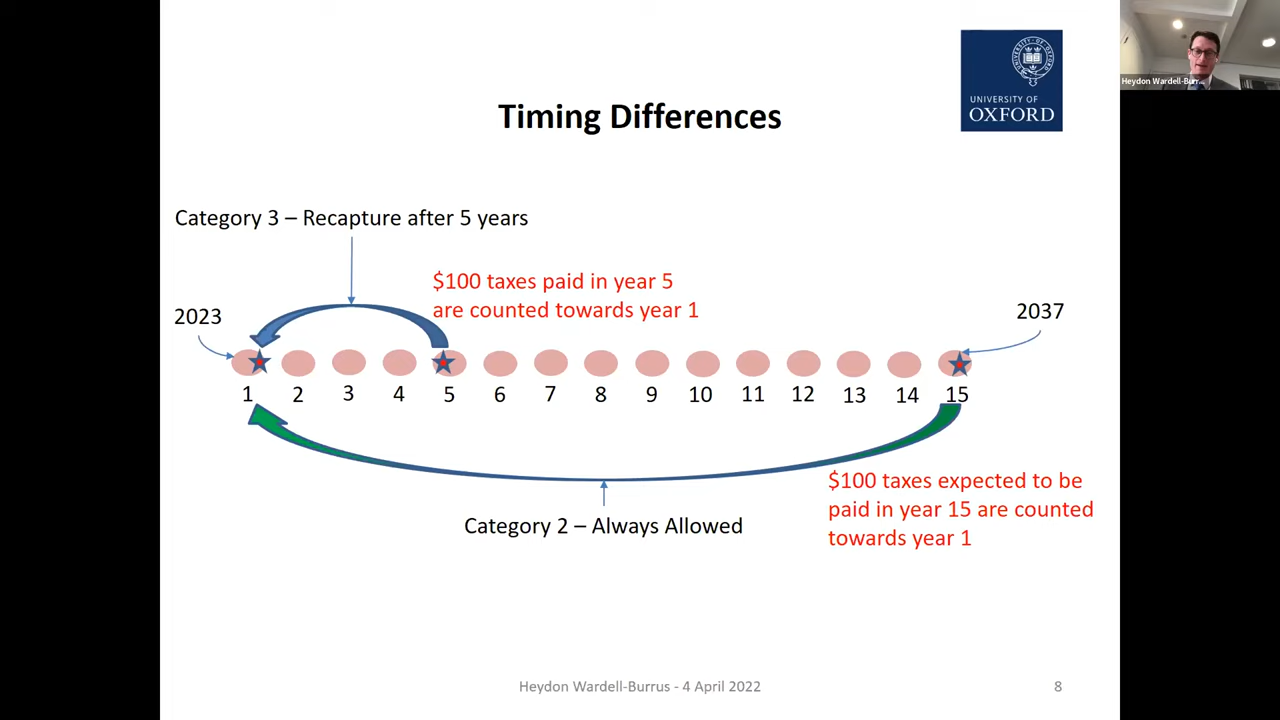 UNIVERSITY OF
OXFORD
Heydon Wardell-Burr...
Timing Differences
Category 3 – Recapture after 5 years
$100 taxes paid in year 5
are counted towards year 1
2023
2037
1 2 3 4 5 6 7 8 9 10 11 12 13 14 15
$100 taxes expected to be
paid in year 15 are counted
towards year 1
Category 2 – Always Allowed
Heydon Wardell-Burrus - 4 April 2022
8